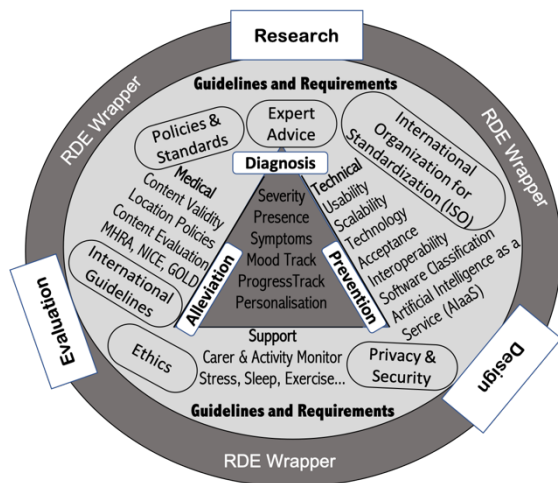 Research
Guidelines and Requirements
RDE Wrapper
RDE Wrapper
Policies &
Standards
Expert
Advice
International
Organization for
Standardization (ISO)
Diagnosis
Medical
Content Validity
Location Policies
Content Evaluation
MHRA, NICE, GOLD
International
Guidelines
Severity
Presence
Symptoms
Mood Track
ProgressTrack
Personalisation
Technical
Usability
Scalability
Technology
Acceptance
Interoperability
Software Classification
Artificial Intelligence as a
Service (AIaaS)
Alleviation
Prevention
Evaluation
Design
Ethics
Support
Carer & Activity Monitor
Stress, Sleep, Exercise...
Privacy &
Security
Guidelines and Requirements
RDE Wrapper